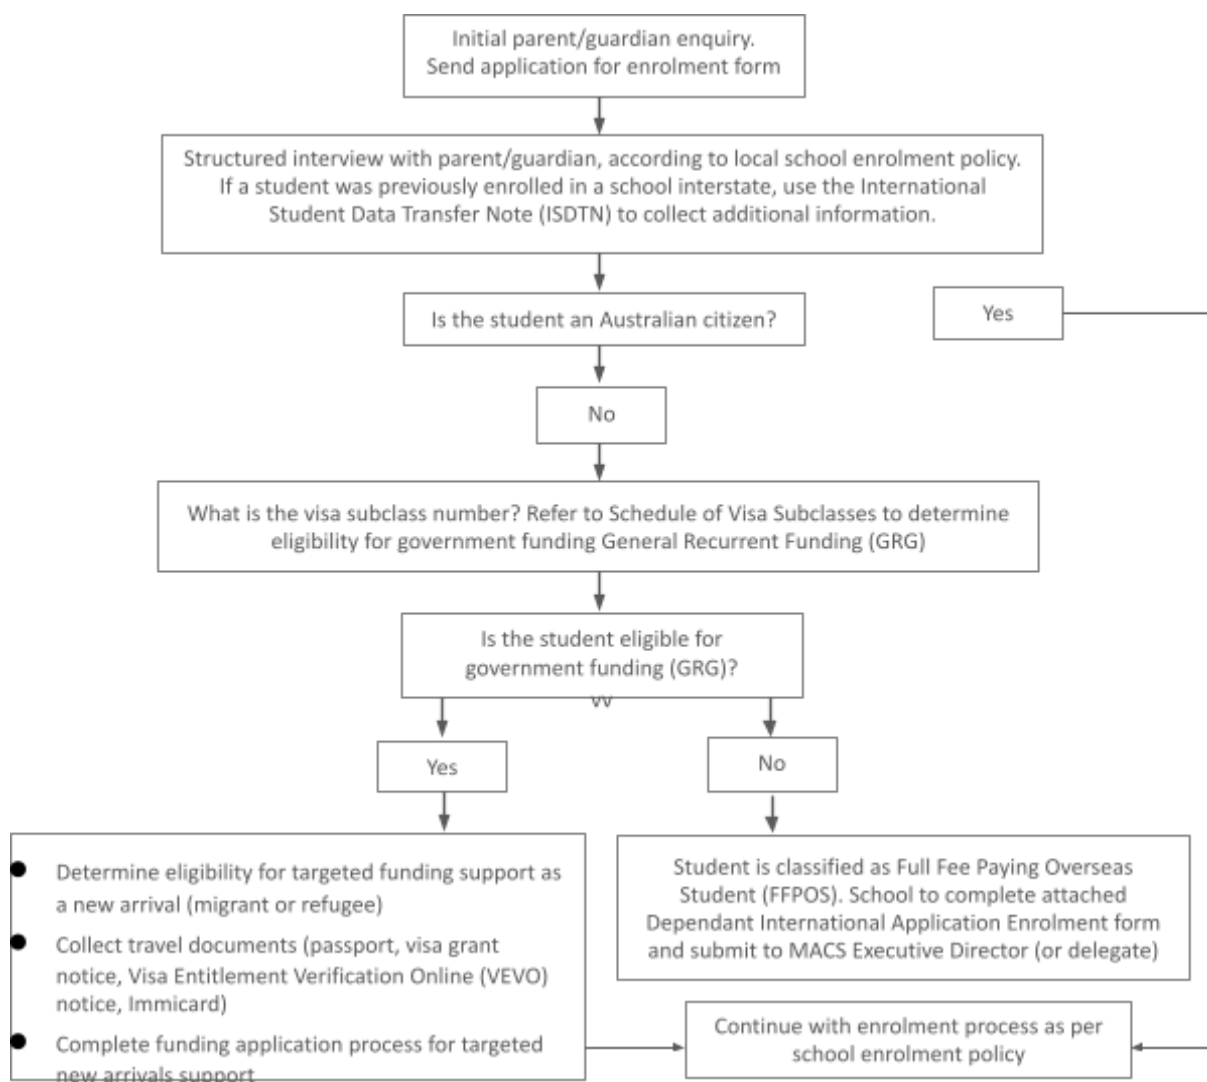 Initial parent/guardian enquiry.
Send application for enrolment form
Structured interview with parent/guardian, according to local school enrolment policy.
If a student was previously enrolled in a school interstate, use the International
Student Data Transfer Note (ISDTN) to collect additional information.
Is the student an Australian citizen?
Yes
No
What is the visa subclass number? Refer to Schedule of Visa Subclasses to determine
eligibility for government funding General Recurrent Funding (GRG)
Is the student eligible for
government funding (GRG)?
Yes
No
● Determine eligibility for targeted funding support as
a new arrival (migrant or refugee)
● Collect travel documents (passport, visa grant
notice, Visa Entitlement Verification Online (VEVO)
notice, Immicard)
● Complete funding application process for targeted
new arrivals support
Student is classified as Full Fee Paying Overseas
Student (FFPOS). School to complete attached
Dependant International Application Enrolment form
and submit to MACS Executive Director (or delegate)
Continue with enrolment process as per
school enrolment policy